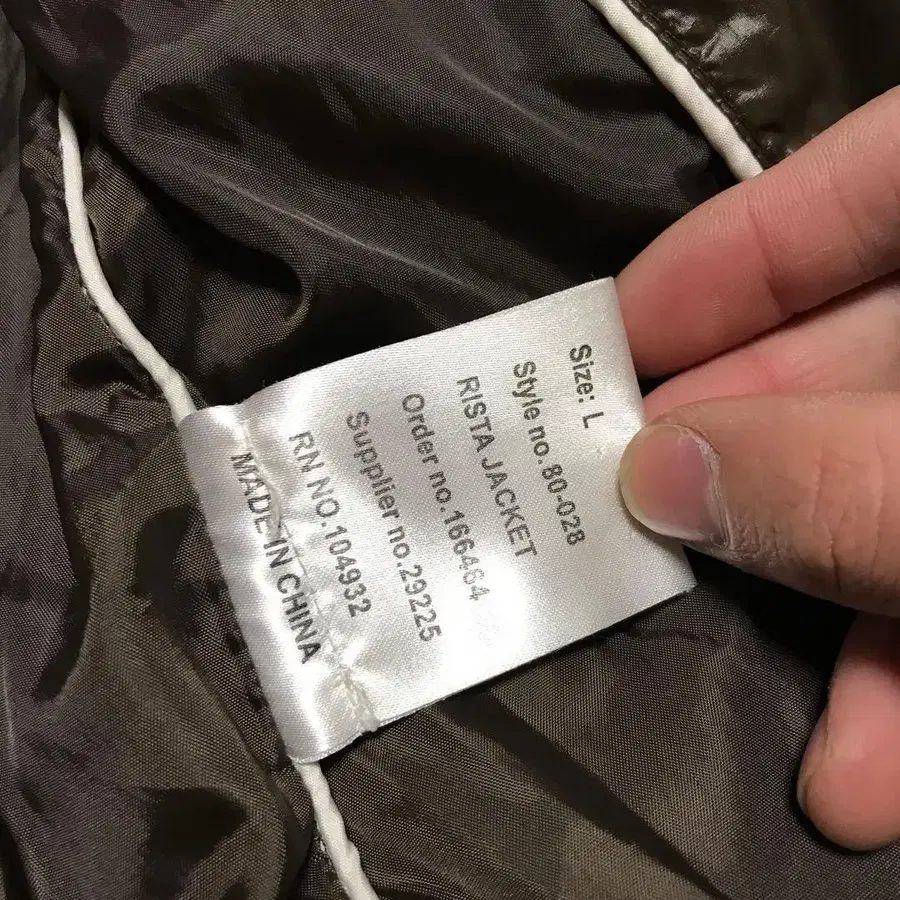 Size: L
Style no.80-028
RISTA JACKET
Order no.166464
Supplier no.29225
RN NO.104932
MADE IN CHINA